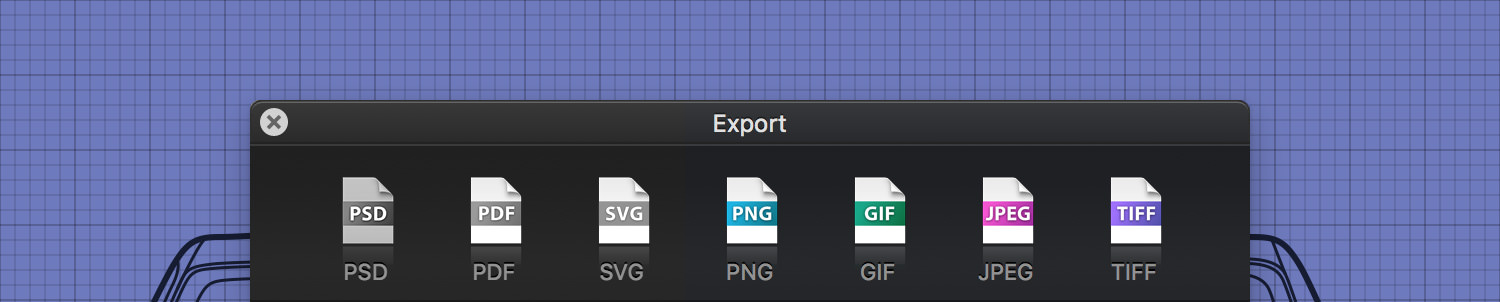 Export
PSD PDF SVG PNG GIF JPEG TIFF
PSD PDF SVG PNG GIF JPEG TIFF